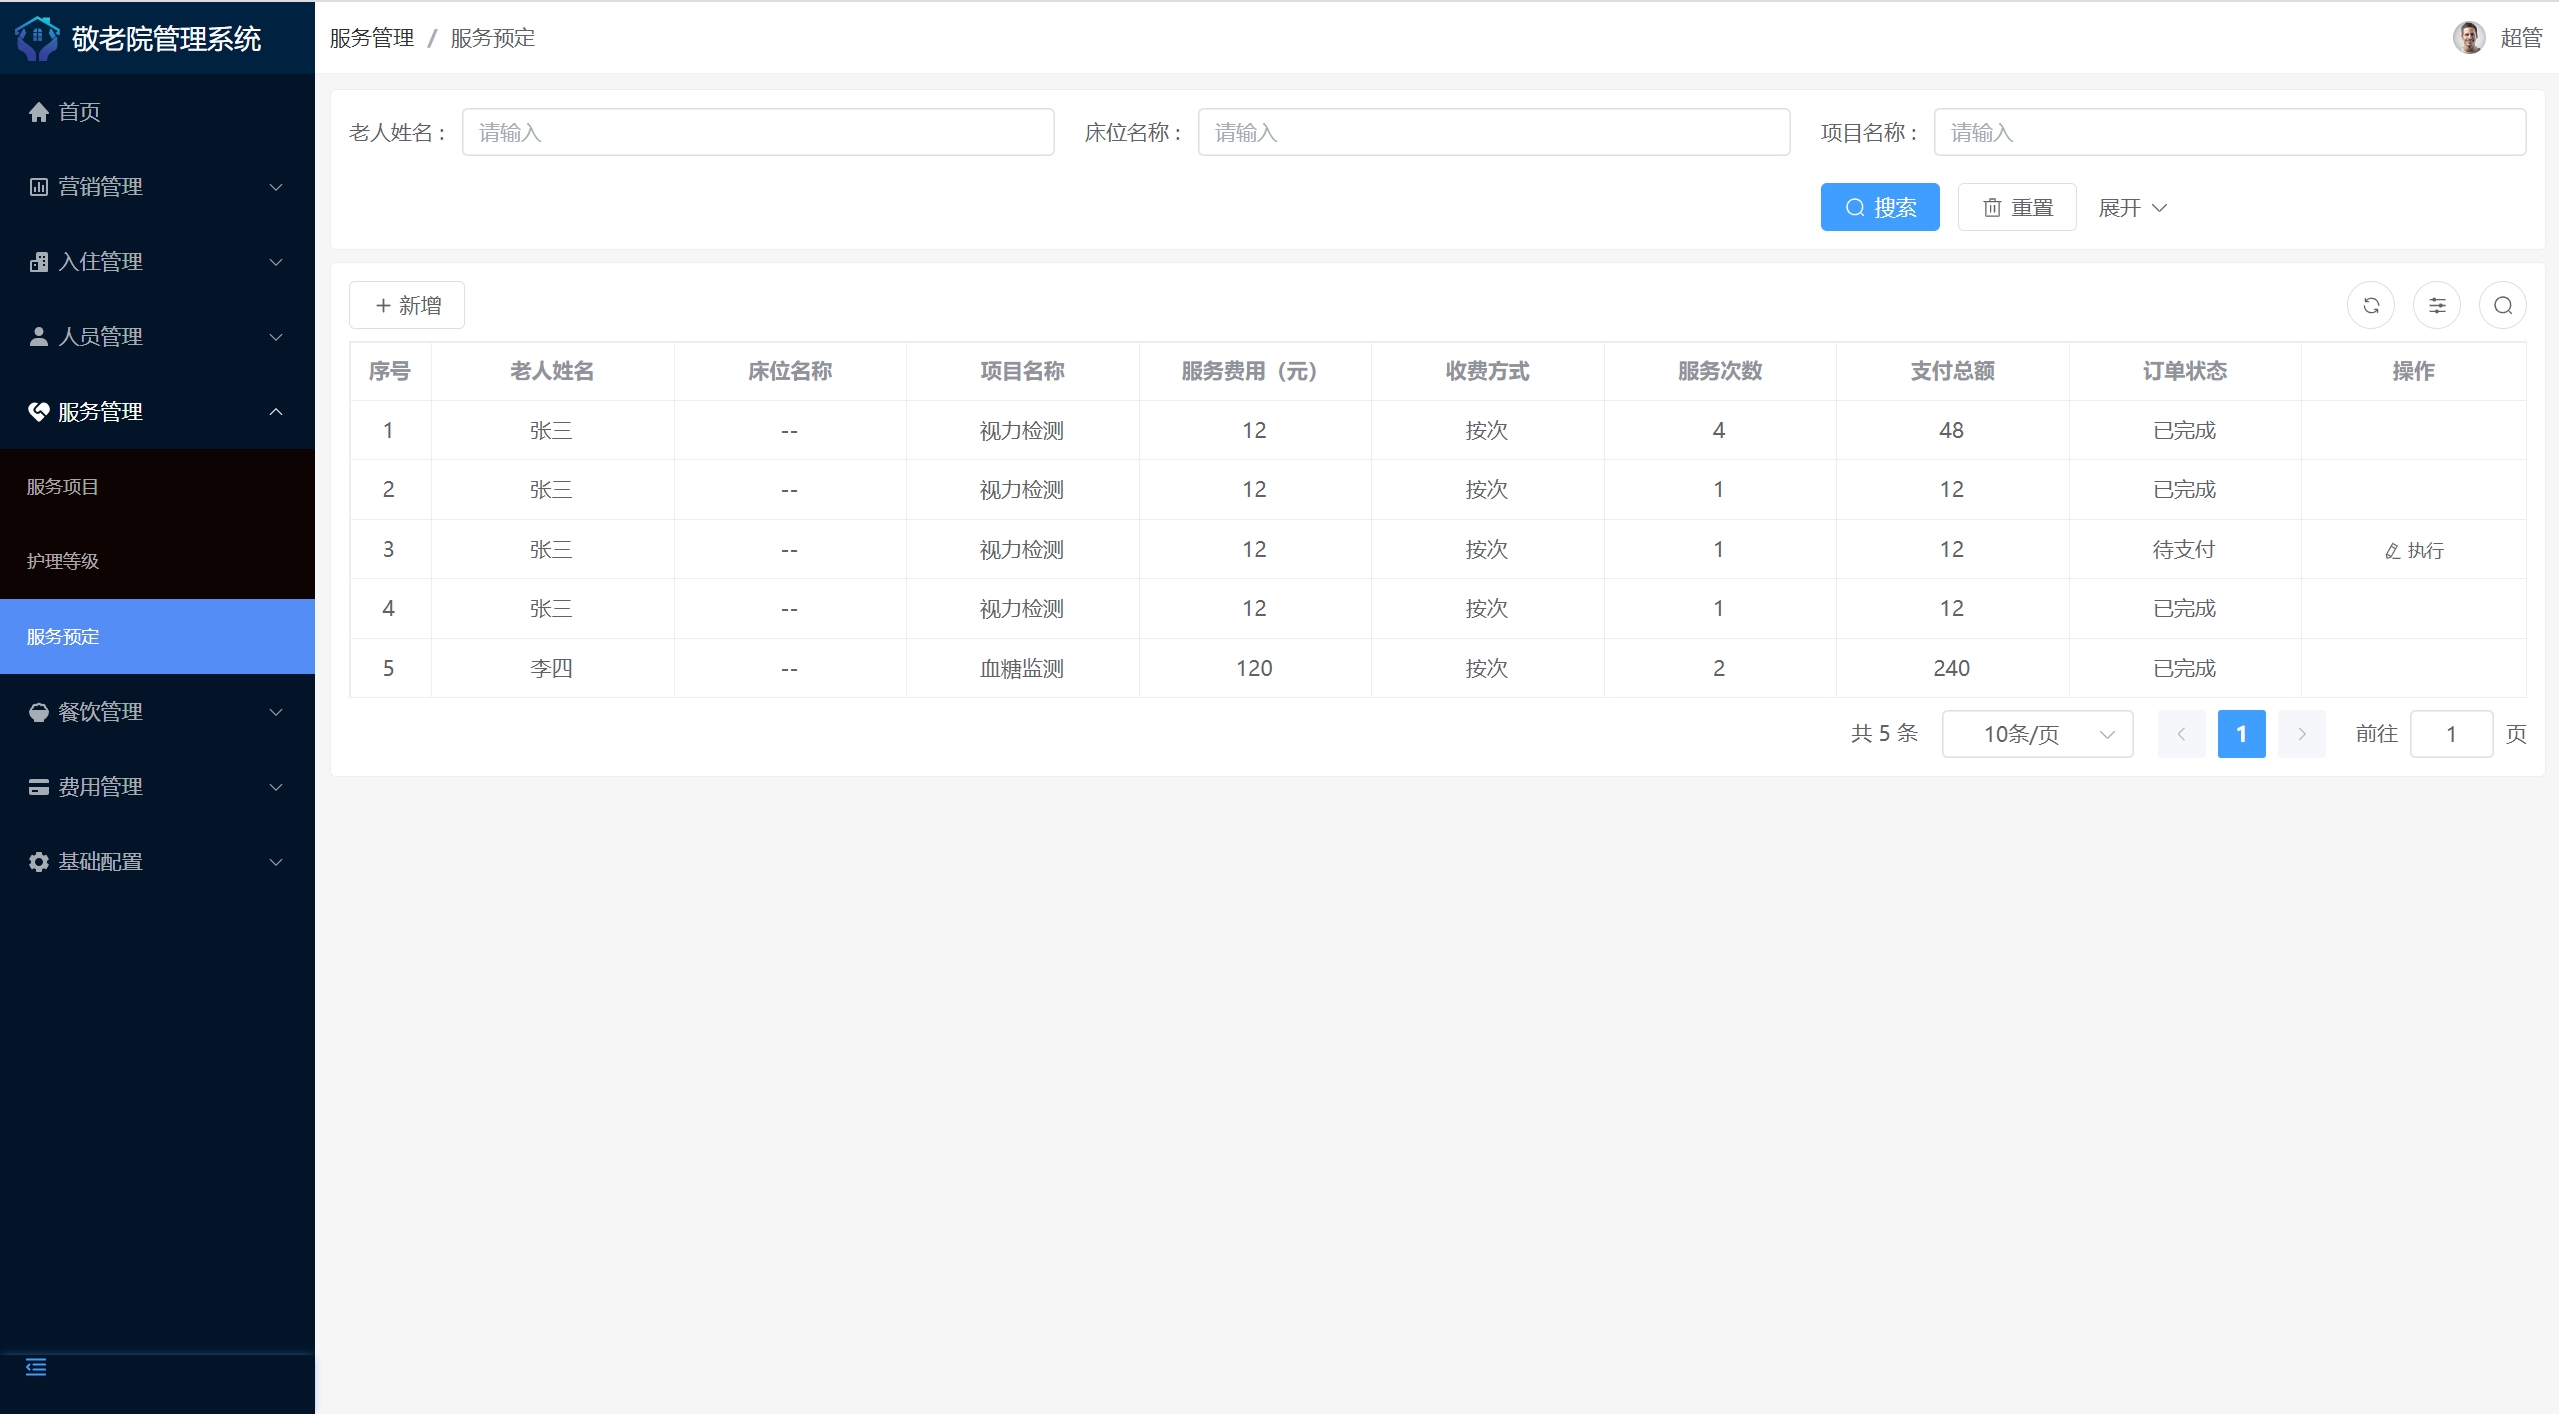 敬老院管理系统
服务管理 / 服务预定
超管
首页
营销管理
入住管理
人员管理
服务管理
服务项目
护理等级
服务预定
餐饮管理
费用管理
基础配置
老人姓名： 请输入 床位名称： 请输入 项目名称： 请输入
搜索 重置 展开
新增
序号 老人姓名 床位名称 项目名称 服务费用（元） 收费方式 服务次数 支付总额 订单状态 操作
1 张三 -- 视力检测 12 按次 4 48 已完成
2 张三 -- 视力检测 12 按次 1 12 已完成
3 张三 -- 视力检测 12 按次 1 12 待支付 执行
4 张三 -- 视力检测 12 按次 1 12 已完成
5 李四 -- 血糖监测 120 按次 2 240 已完成
共 5 条 10条/页 1 前往 1 页